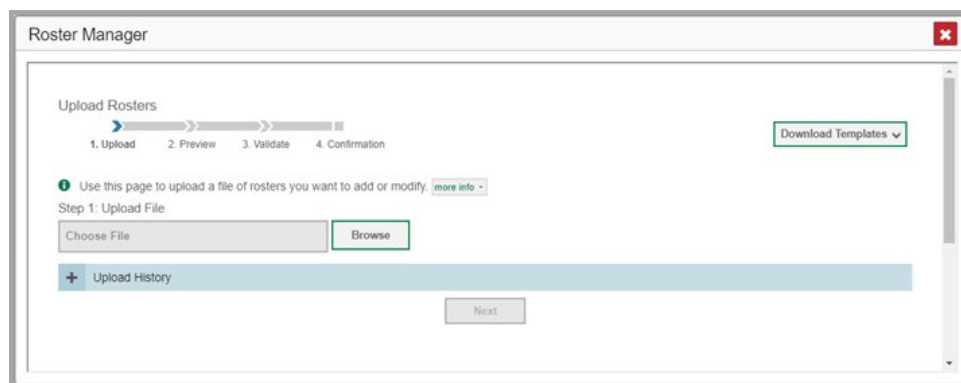 Roster Manager
Upload Rosters
1. Upload 2. Preview 3. Validate 4. Confirmation
Download Templates
Use this page to upload a file of rosters you want to add or modify. more info
Step 1: Upload File
Choose File Browse
+ Upload History
Next